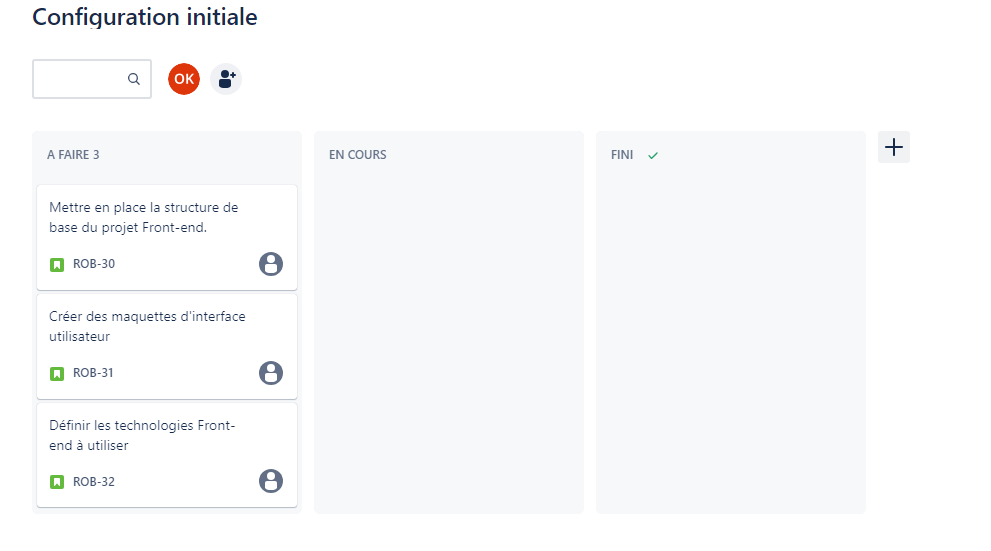 Configuration initiale
OK
A FAIRE 3
EN COURS
FINI
Mettre en place la structure de
base du projet Front-end.
ROB-30
Créer des maquettes d'interface
utilisateur
ROB-31
Définir les technologies Front-
end à utiliser
ROB-32